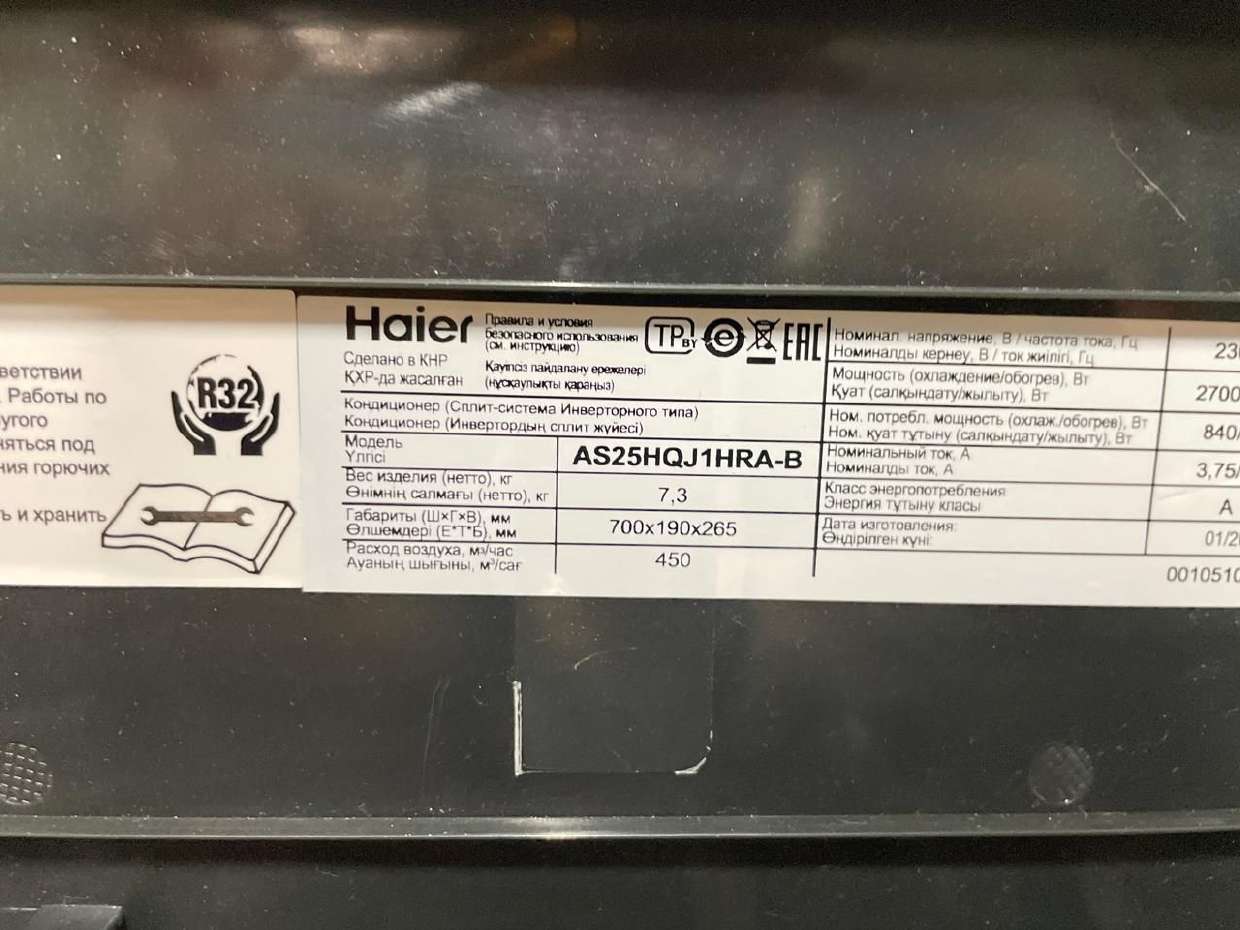 ветствии
Работы по
угого
няться под
ния горючих
ь и хранить
R32
Haier
Правила и условия
безопасного использования
(см. инструкцию)
Сделано в КНР
ҚХР-да жасалған
Қауіпсіз пайдалану ережелері
(нұсқаулықты қараңыз)
TP BY
EAC
Кондиционер (Сплит-система Инверторного типа)
Кондиционер (Инвертордың сплит жүйесі)
Модель
Үлгісі
AS25HQJ1HRA-B
Вес изделия (нетто), кг
Өнімнің салмағы (нетто), кг
7,3
Габариты (Ш×Г×В), мм
Өлшемдері (Е*Т*Б), мм
700x190x265
Расход воздуха, м³/час
Ауаның шығыны, м³/сағ
450
Номинал. напряжение, В / частота тока, Гц
Номиналды кернеу, В / ток жиілігі, Гц
23
Мощность (охлаждение/обогрев), Вт
Қуат (салқындату/жылыту), Вт
2700
Ном. потребл. мощность (охлаж./обогрев), Вт
Ном. қуат тұтыну (салқындату/жылыту), Вт
840/
Номинальный ток, А
Номиналды ток, А
3,75/
Класс энергопотребления
Энергия тұтыну класы
A
Дата изготовления:
Өндірілген күні:
01/2
001051